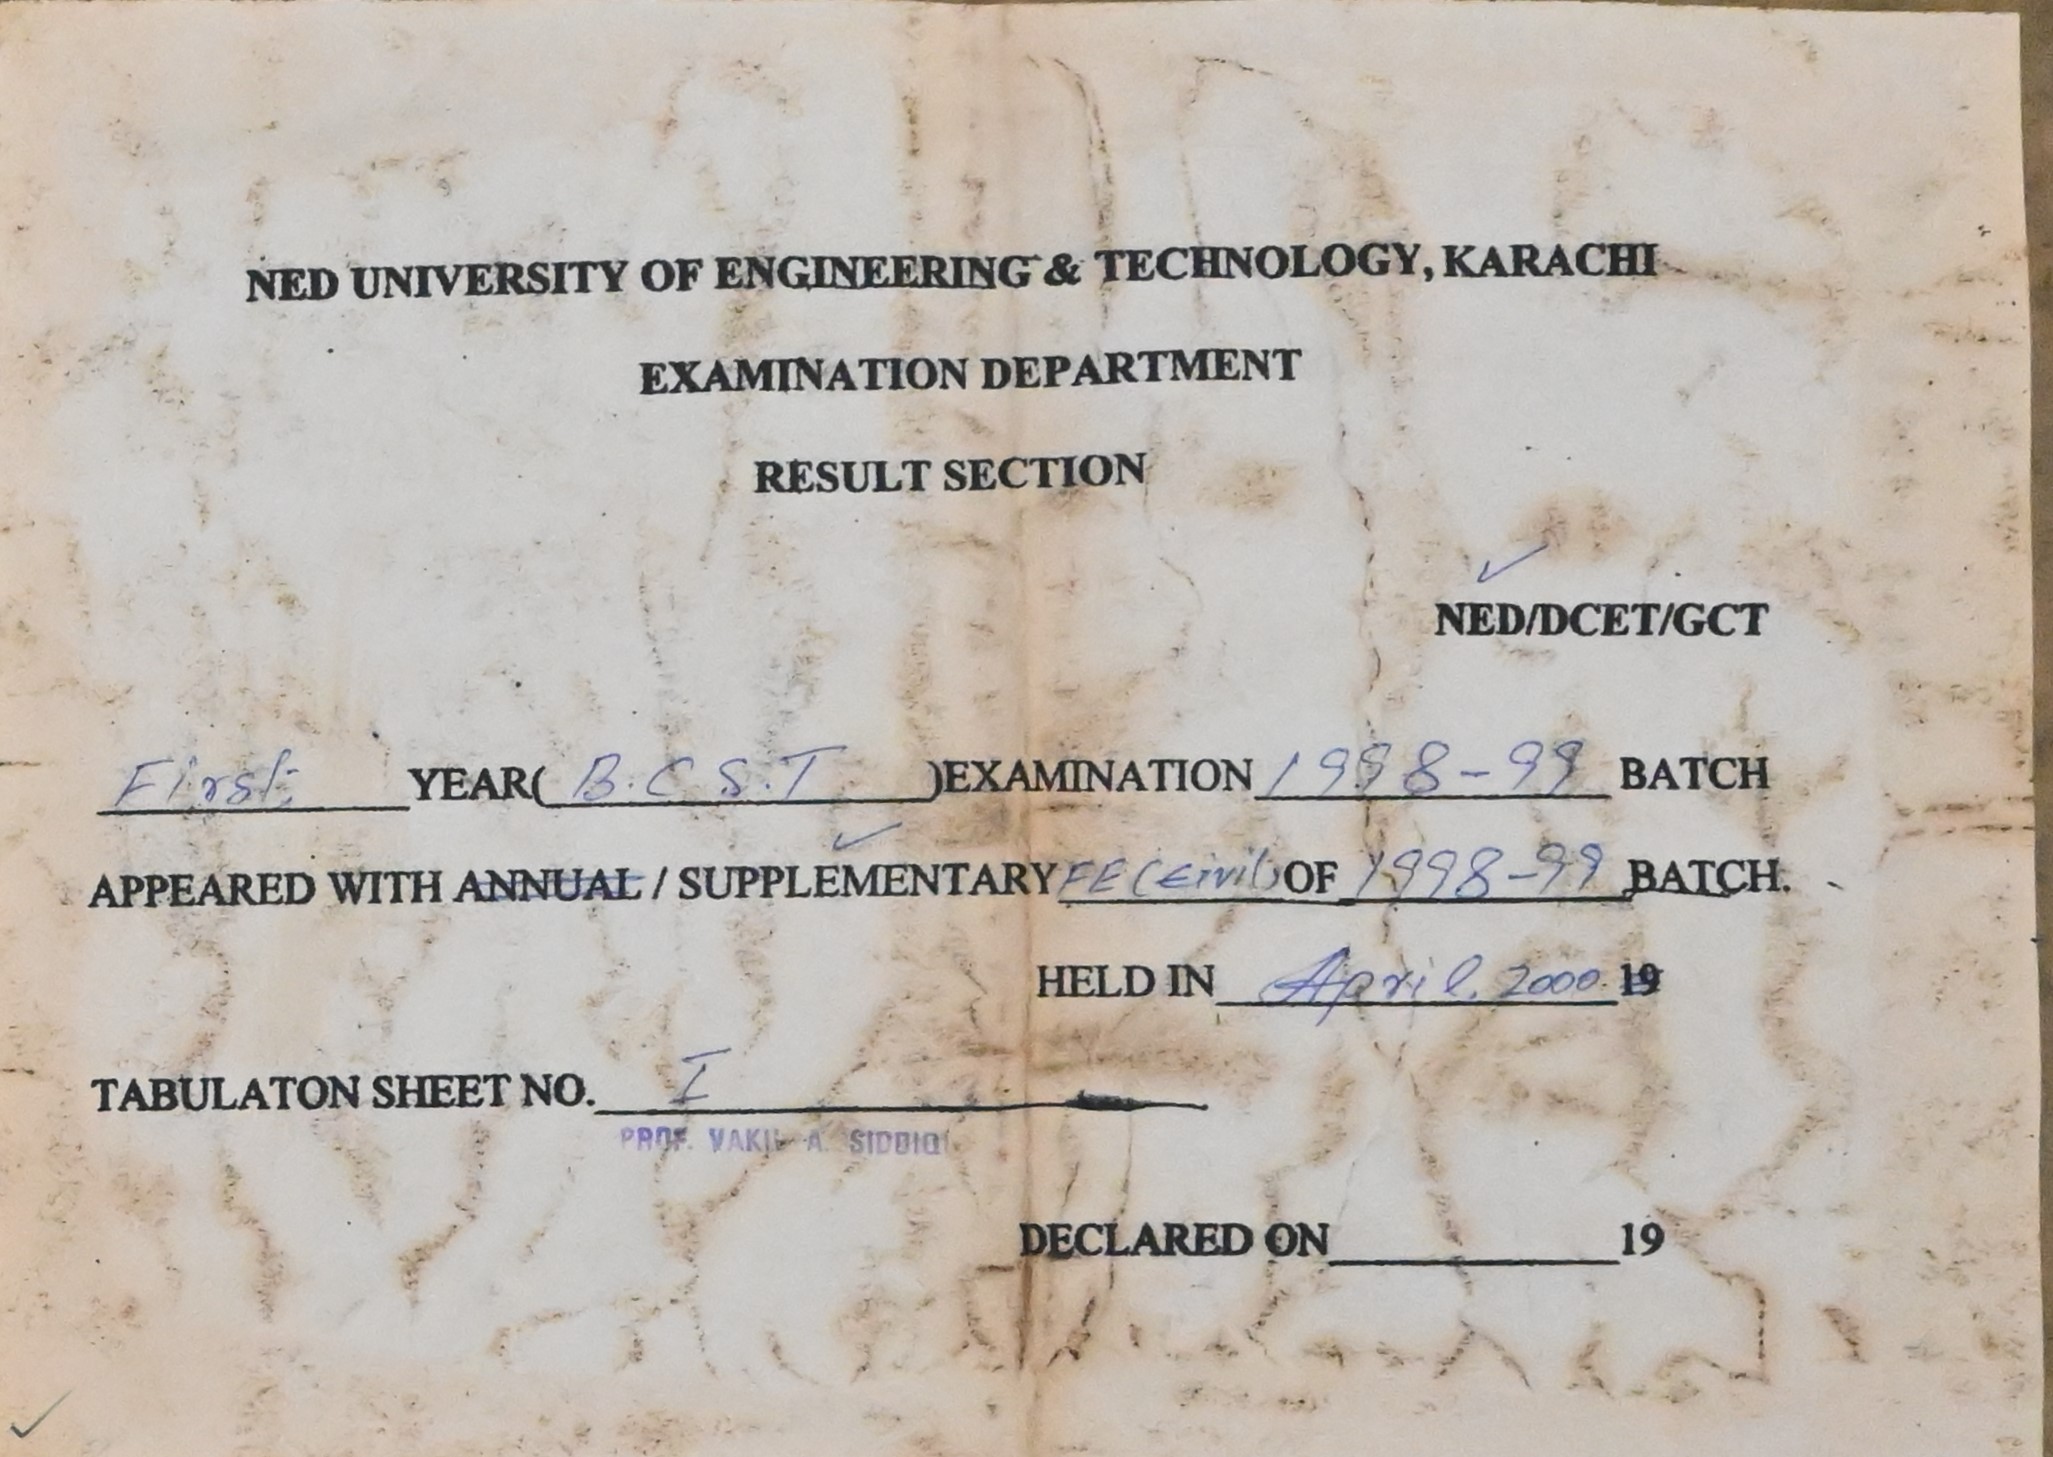 NED UNIVERSITY OF ENGINEERING & TECHNOLOGY, KARACHI
EXAMINATION DEPARTMENT
RESULT SECTION
NED/DCET/GCT
First YEAR( B.C S.T )EXAMINATION 1998-99 BATCH
APPEARED WITH ANNUAL / SUPPLEMENTARY FE (Civil) OF 1998-99 BATCH.
HELD IN April. 2000. 19
TABULATON SHEET NO. I
PROF. VAKIL A. SIDDIQI
DECLARED ON 19